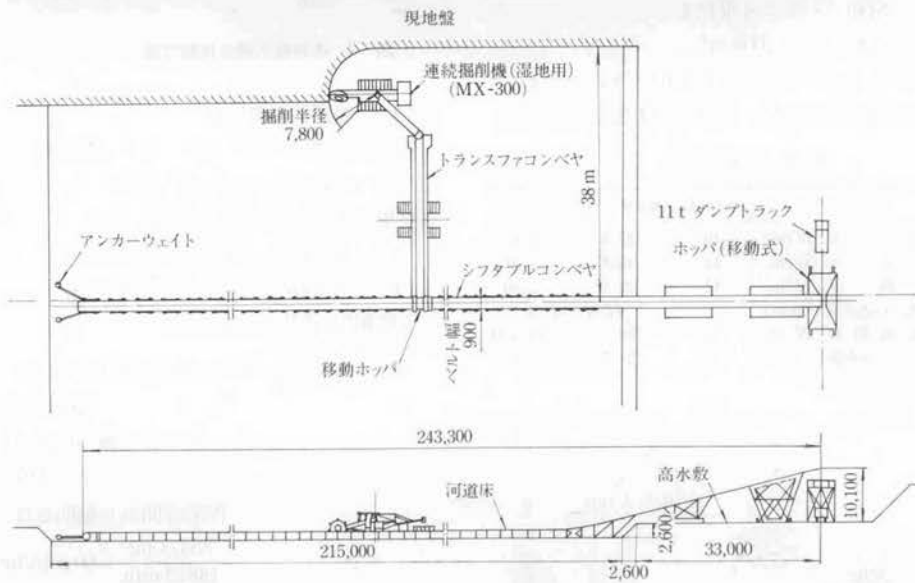 現地盤
連続掘削機(湿地用)
(MX-300)
掘削半径
7,800
トランスファコンベヤ
38m
11t ダンプトラック
ホッパ(移動式)
アンカーウェイト
シフタブルコンベヤ
ベルト幅
900
移動ホッパ
243,300
高水敷
河道床
10,100
2,600
215,000
33,000
2,600